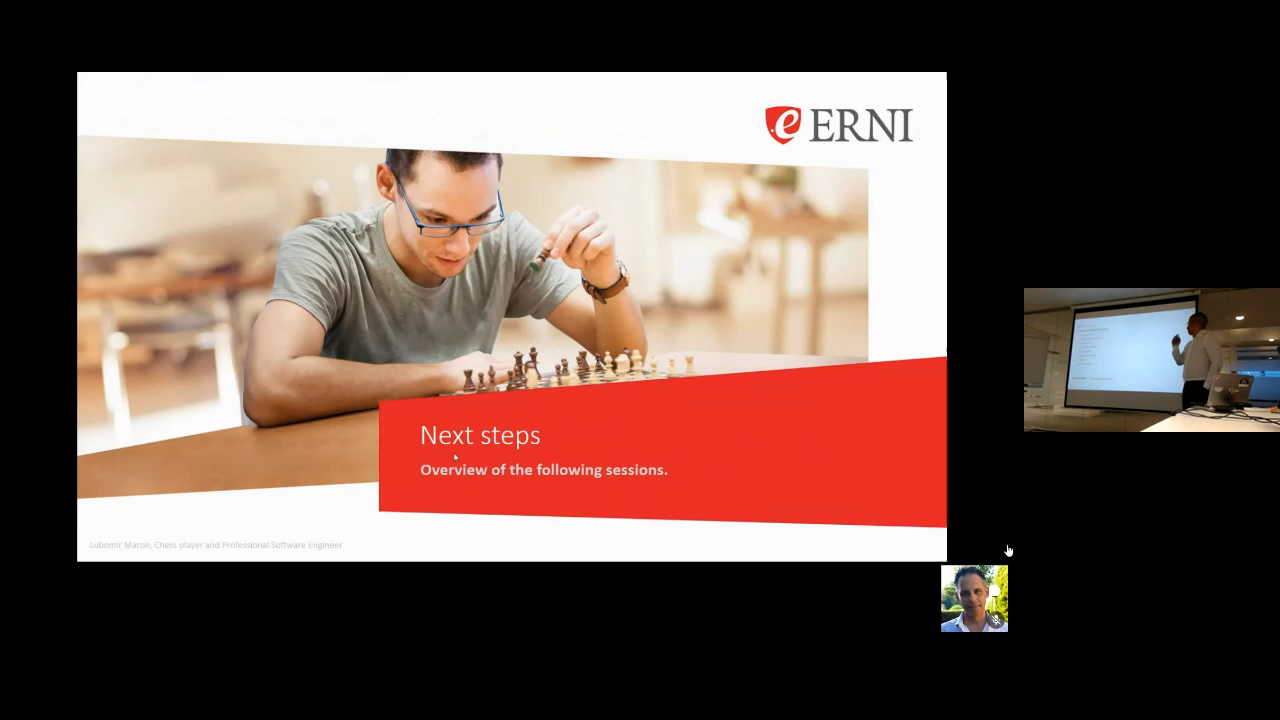 ERNI
Next steps
Overview of the following sessions.
Lubomir Maron, Chess player and Professional Software Engineer